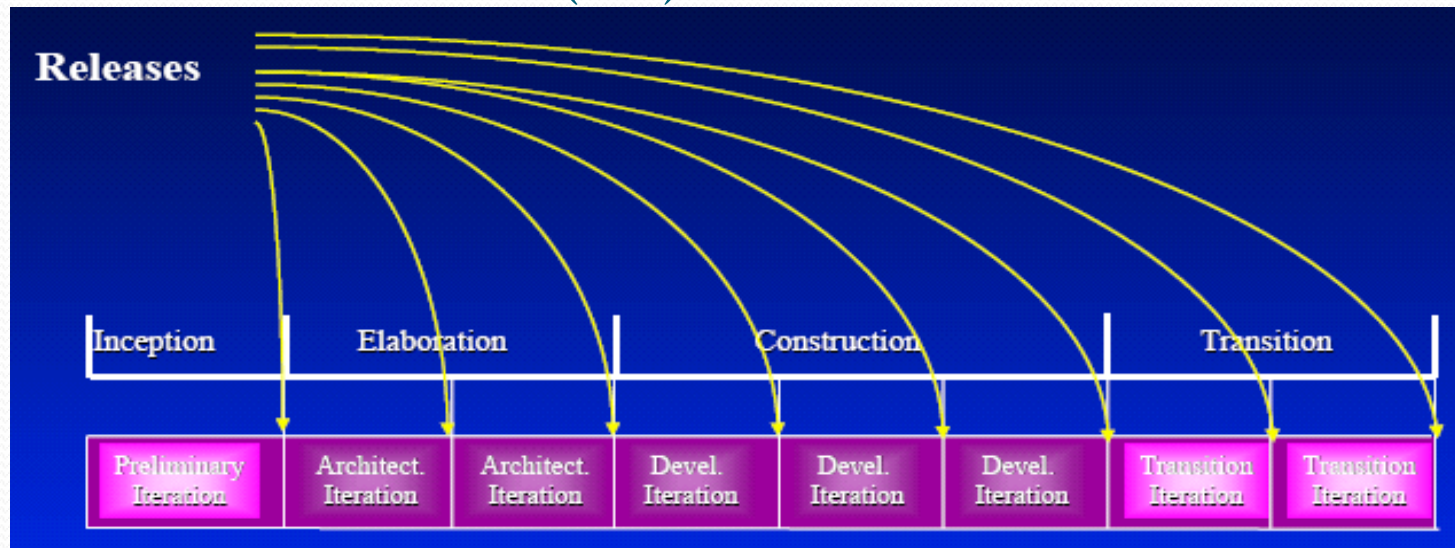 Releases
Inception Elaboration Construction Transition
Preliminary Architect. Architect. Devel. Devel. Devel. Transition Transition
Iteration Iteration Iteration Iteration Iteration Iteration Iteration Iteration